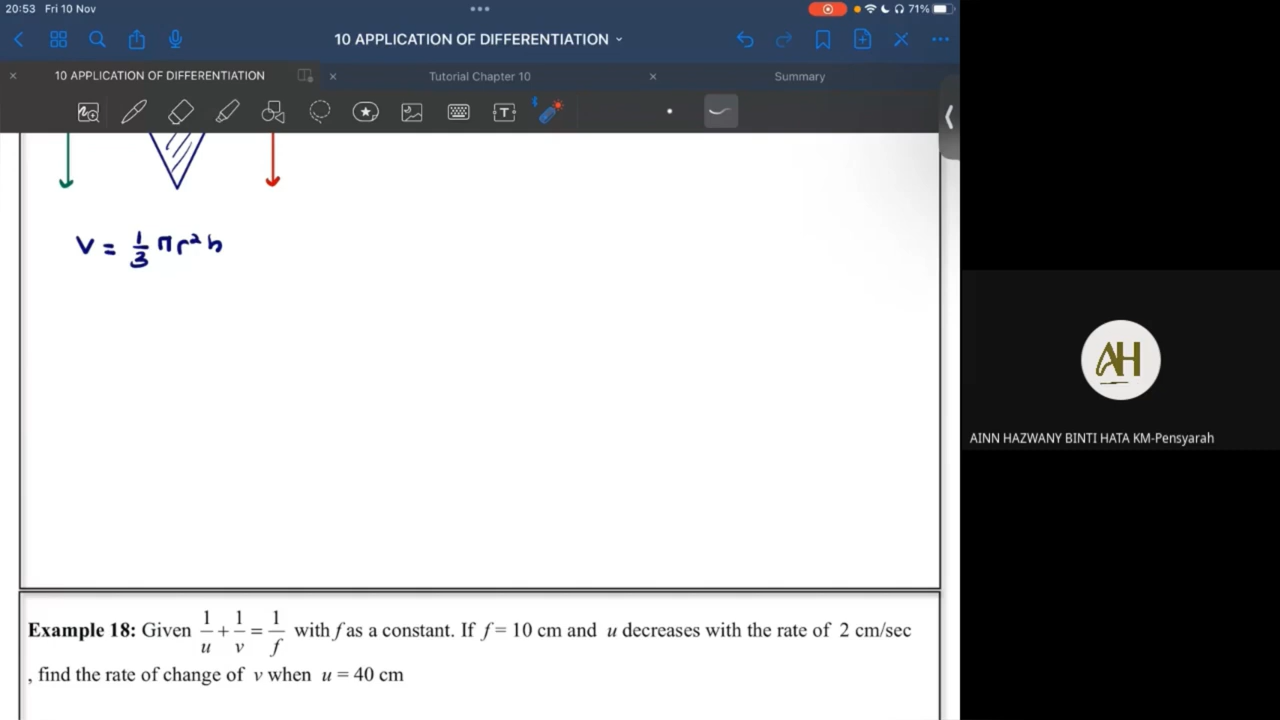 20:53 Fri 10 Nov
71%
10 APPLICATION OF DIFFERENTIATION
10 APPLICATION OF DIFFERENTIATION
Tutorial Chapter 10
Summary
V = 1/3 πr²h
Example 18: Given 1/u + 1/v = 1/f with f as a constant. If f = 10 cm and u decreases with the rate of 2 cm/sec
, find the rate of change of v when u = 40 cm
AH
AINN HAZWANY BINTI HATA KM-Pensyarah